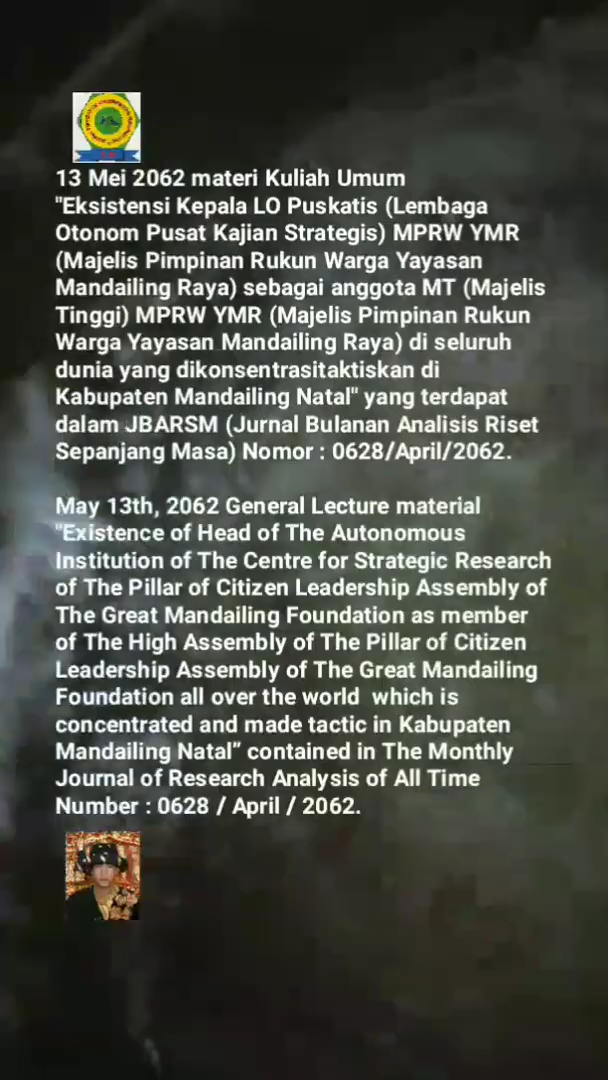 13 Mei 2062 materi Kuliah Umum
"Eksistensi Kepala LO Puskatis (Lembaga
Otonom Pusat Kajian Strategis) MPRW YMR
(Majelis Pimpinan Rukun Warga Yayasan
Mandailing Raya) sebagai anggota MT (Majelis
Tinggi) MPRW YMR (Majelis Pimpinan Rukun
Warga Yayasan Mandailing Raya) di seluruh
dunia yang dikonsentrasitaktiskan di
Kabupaten Mandailing Natal" yang terdapat
dalam JBARSM (Jurnal Bulanan Analisis Riset
Sepanjang Masa) Nomor : 0628/April/2062.
May 13th, 2062 General Lecture material
"Existence of Head of The Autonomous
Institution of The Centre for Strategic Research
of The Pillar of Citizen Leadership Assembly of
The Great Mandailing Foundation as member
of The High Assembly of The Pillar of Citizen
Leadership Assembly of The Great Mandailing
Foundation all over the world  which is
concentrated and made tactic in Kabupaten
Mandailing Natal” contained in The Monthly
Journal of Research Analysis of All Time
Number : 0628 / April / 2062.